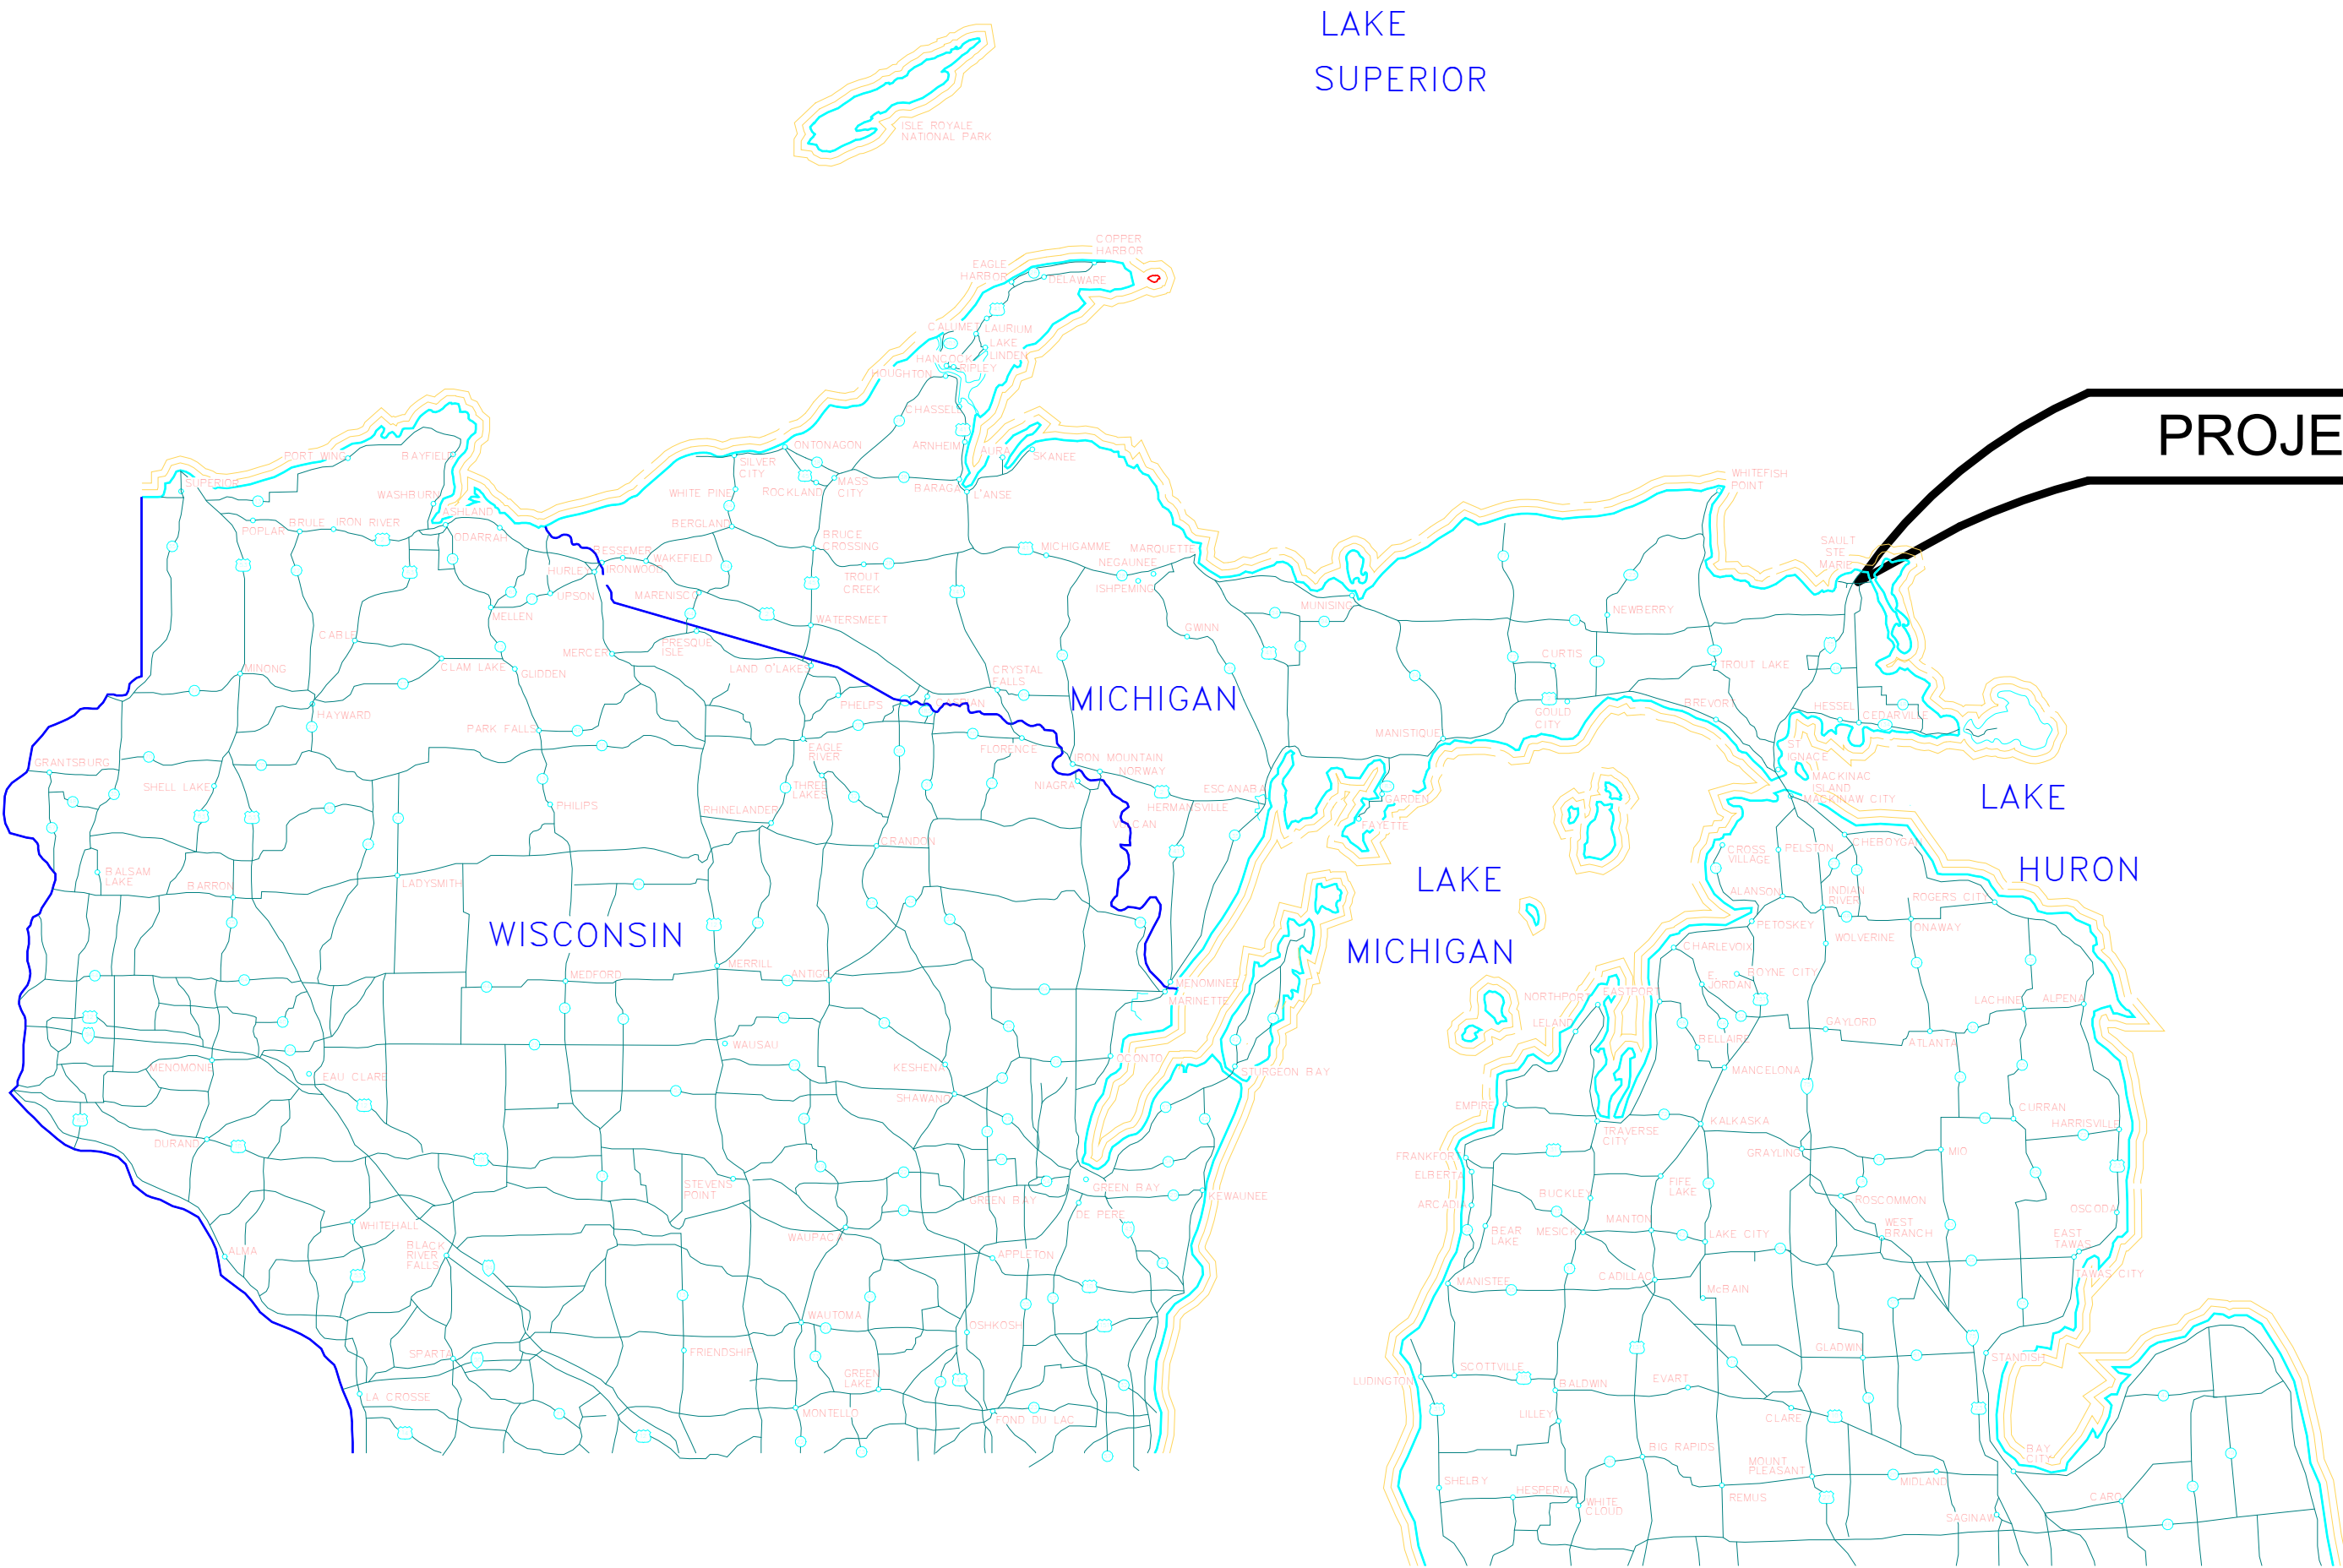 LAKE
SUPERIOR
ISLE ROYALE
NATIONAL PARK
COPPER
HARBOR
EAGLE
HARBOR
DELAWARE
CALUMET
LAURIUM
LAKE
LINDEN
HANCOCK
RIPLEY
HOUGHTON
CHASSELL
PROJE
ARNHEIM
AURA
SKANEE
ONTONAGON
SILVER
CITY
PORT WING
BAYFIELD
SUPERIOR
WASHBURN
WHITE PINE
ROCKLAND
MASS
CITY
BARAGA
L'ANSE
WHITEFISH
POINT
ASHLAND
POPLAR
BRULE
IRON RIVER
ODARRAH
BERGLAND
BRUCE
CROSSING
MICHIGAMME
MARQUETTE
NEGAUNEE
ISHPEMING
SAULT
STE
MARIE
BESSEMER
WAKEFIELD
HURLEY
IRONWOOD
TROUT
CREEK
UPSON
MARENISCO
MELLEN
MUNISING
NEWBERRY
WATERSMEET
GWINN
CABLE
PRESQUE
ISLE
MERCER
LAND O'LAKES
CLAM LAKE
GLIDDEN
MINONG
CURTIS
TROUT LAKE
CRYSTAL
FALLS
MICHIGAN
PHELPS
CASPIAN
HAYWARD
PARK FALLS
GOULD
CITY
BREVOR
HESSEL
CEDARVILLE
MANISTIQUE
EAGLE
RIVER
FLORENCE
IRON MOUNTAIN
NORWAY
ST
IGNACE
MACKINAC
ISLAND
MACKINAW CITY
GRANTSBURG
SHELL LAKE
PHILIPS
THREE
LAKES
RHINELANDER
NIAGRA
ESCANABA
HERMANSVILLE
GARDEN
FAYETTE
LAKE
HURON
CRANDON
CROSS
VILLAGE
PELSTON
CHEBOYGA
BALSAM
LAKE
BARRON
LADYSMITH
LAKE
MICHIGAN
ALANSON
INDIAN
RIVER
ROGERS CITY
PETOSKEY
ONAWAY
WISCONSIN
WOLVERINE
CHARLEVOIX
MEDFORD
MERRILL
ANTIGO
MENOMINEE
MARINETTE
E.
JORDAN
BOYNE CITY
NORTHPORT
EASTPORT
LELAND
LACHINE
ALPENA
GAYLORD
ATLANTA
BELLAIRE
WAUSAU
KESHENA
OCONTO
STURGEON BAY
MENOMONIE
EAU CLARE
MANCELONA
SHAWANO
EMPIRE
TRAVERSE
CITY
KALKASKA
CURRAN
HARRISVILLE
DURAND
FRANKFORT
ELBERTA
GRAYLING
MIO
STEVENS
POINT
GREEN BAY
GREEN BAY
DE PERE
KEWAUNEE
BUCKLEY
FIFE
LAKE
ROSCOMMON
OSCODA
ARCADIA
BEAR
LAKE
MESICK
MANTON
LAKE CITY
WEST
BRANCH
EAST
TAWAS
TAWAS CITY
WHITEHALL
ALMA
BLACK
RIVER
FALLS
WAUPACA
APPLETON
MANISTEE
CADILLAC
McBAIN
WAUTOMA
OSHKOSH
SPARTA
FRIENDSHIP
GREEN
LAKE
GLADWIN
STANDISH
LUDINGTON
SCOTTVILLE
BALDWIN
EVART
LA CROSSE
MONTELLO
FOND DU LAC
LILLEY
CLARE
BIG RAPIDS
MOUNT
PLEASANT
BAY
CITY
SHELBY
HESPERIA
WHITE
CLOUD
REMUS
MIDLAND
CARO
SAGINAW